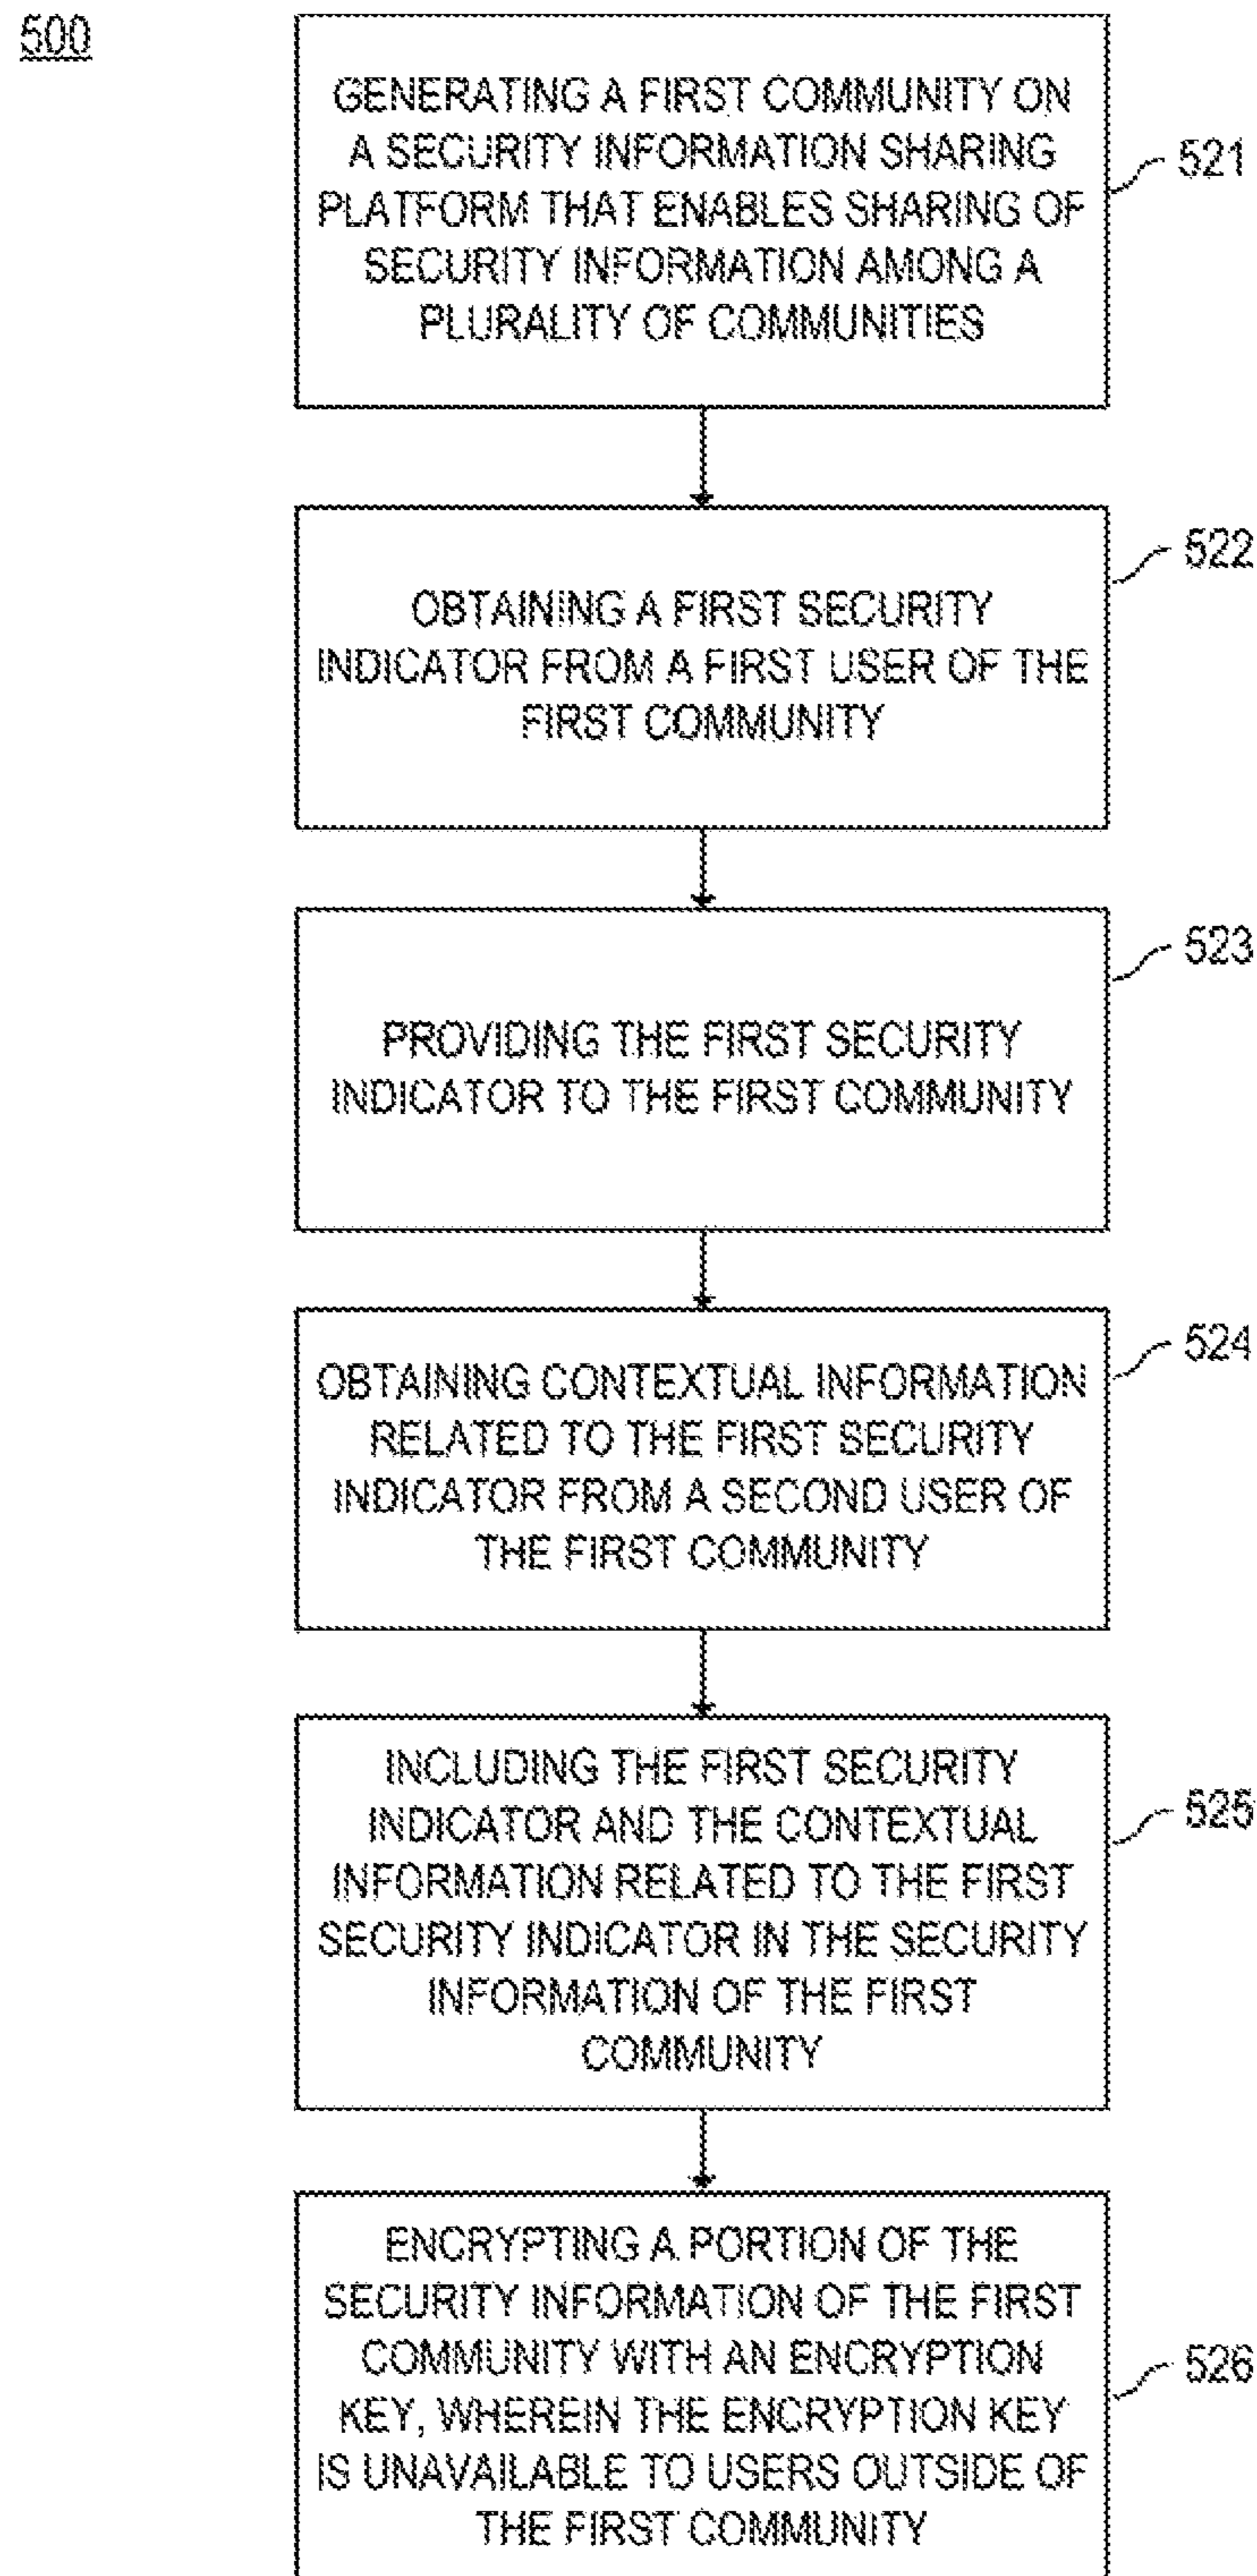 500
GENERATING A FIRST COMMUNITY ON
A SECURITY INFORMATION SHARING
PLATFORM THAT ENABLES SHARING OF
SECURITY INFORMATION AMONG A
PLURALITY OF COMMUNITIES
521
OBTAINING A FIRST SECURITY
INDICATOR FROM A FIRST USER OF THE
FIRST COMMUNITY
522
PROVIDING THE FIRST SECURITY
INDICATOR TO THE FIRST COMMUNITY
523
OBTAINING CONTEXTUAL INFORMATION
RELATED TO THE FIRST SECURITY
INDICATOR FROM A SECOND USER OF
THE FIRST COMMUNITY
524
INCLUDING THE FIRST SECURITY
INDICATOR AND THE CONTEXTUAL
INFORMATION RELATED TO THE FIRST
SECURITY INDICATOR IN THE SECURITY
INFORMATION OF THE FIRST
COMMUNITY
525
ENCRYPTING A PORTION OF THE
SECURITY INFORMATION OF THE FIRST
COMMUNITY WITH AN ENCRYPTION
KEY, WHEREIN THE ENCRYPTION KEY
IS UNAVAILABLE TO USERS OUTSIDE OF
THE FIRST COMMUNITY
526